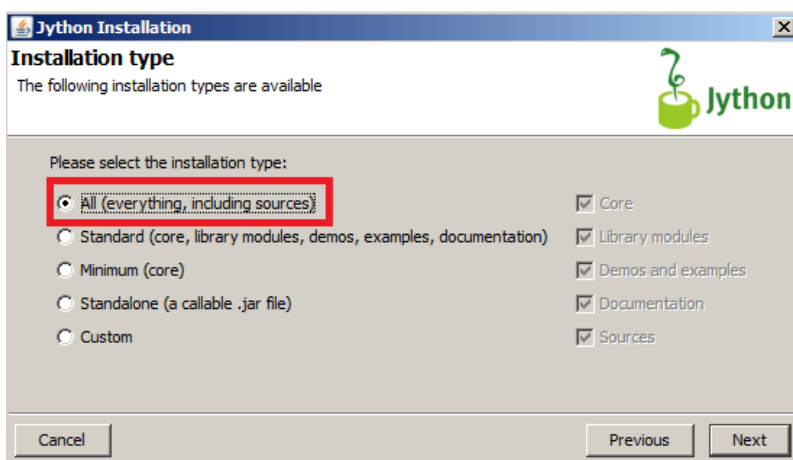 Jython Installation
Installation type
The following installation types are available
Jython
Please select the installation type:
All (everything, including sources)
Core
Standard (core, library modules, demos, examples, documentation)
Library modules
Minimum (core)
Demos and examples
Standalone (a callable .jar file)
Documentation
Custom
Sources
Cancel
Previous
Next